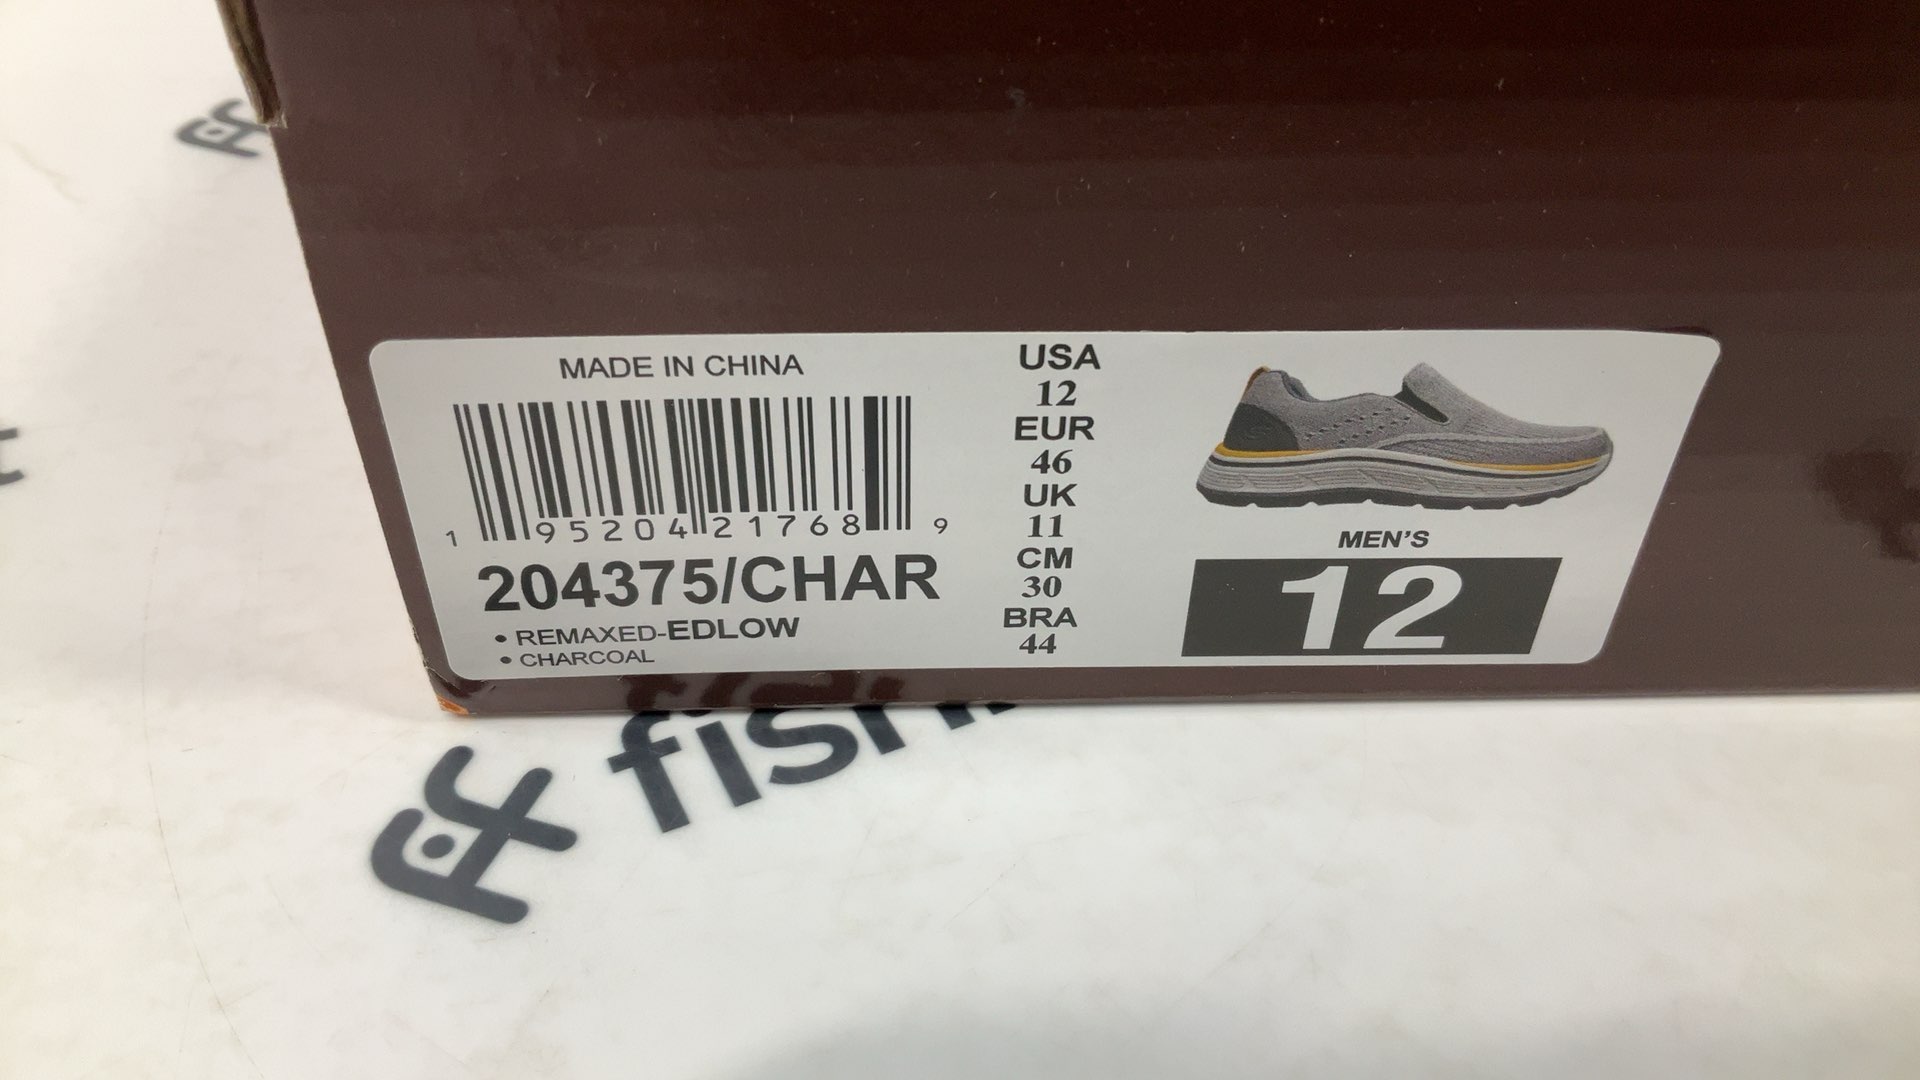 MADE IN CHINA
1 95204 21768 9
204375/CHAR
• REMAXED-EDLOW
• CHARCOAL
USA
12
EUR
46
UK
11
CM
30
BRA
44
MEN'S
12